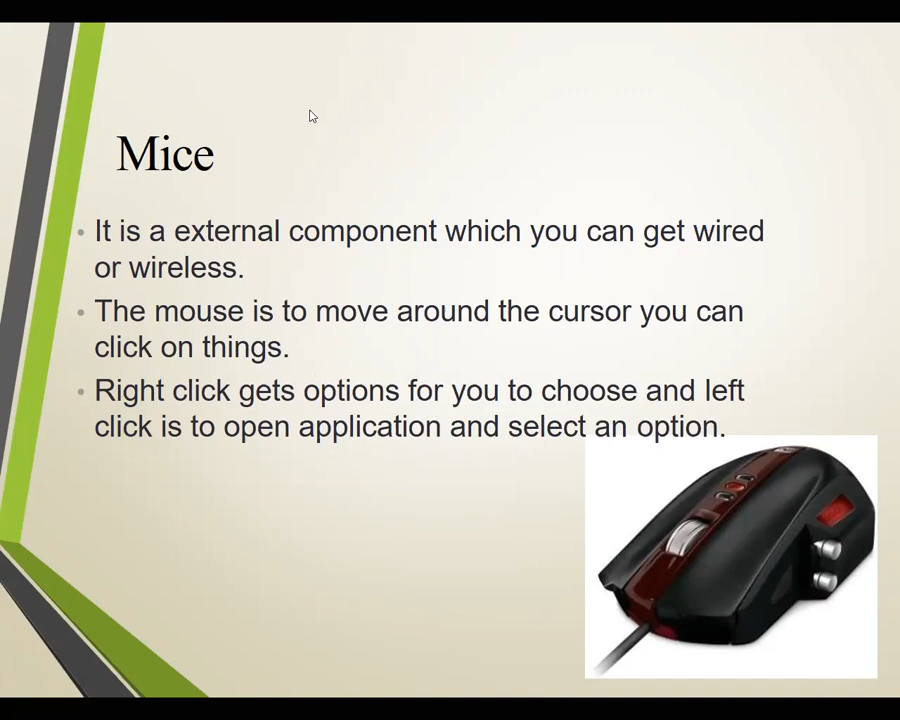 Mice
• It is a external component which you can get wired
or wireless.
• The mouse is to move around the cursor you can
click on things.
• Right click gets options for you to choose and left
click is to open application and select an option.